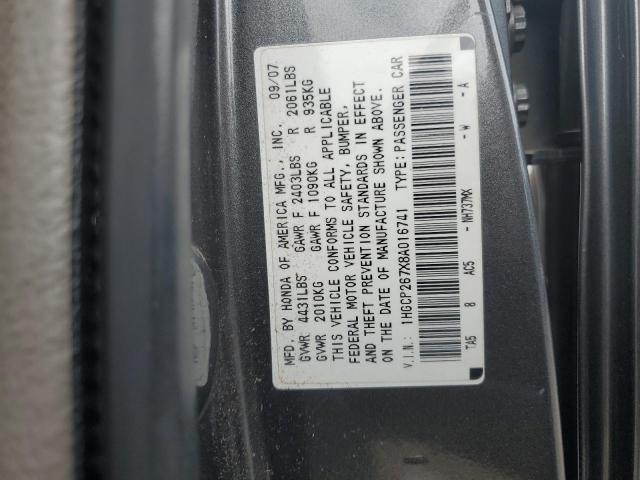 MFD. BY HONDA OF AMERICA MFG., INC. 09/07
GVWR 4431LBS GAWR F 2403LBS R 2061LBS
GVWR 2010KG GAWR F 1090KG R 935KG
THIS VEHICLE CONFORMS TO ALL APPLICABLE
FEDERAL MOTOR VEHICLE SAFETY, BUMPER,
AND THEFT PREVENTION STANDARDS IN EFFECT
ON THE DATE OF MANUFACTURE SHOWN ABOVE.
V.I.N.: 1HGCP267X8A016741 TYPE: PASSENGER CAR
TA5 8 AC5 - NH737MX - W - A